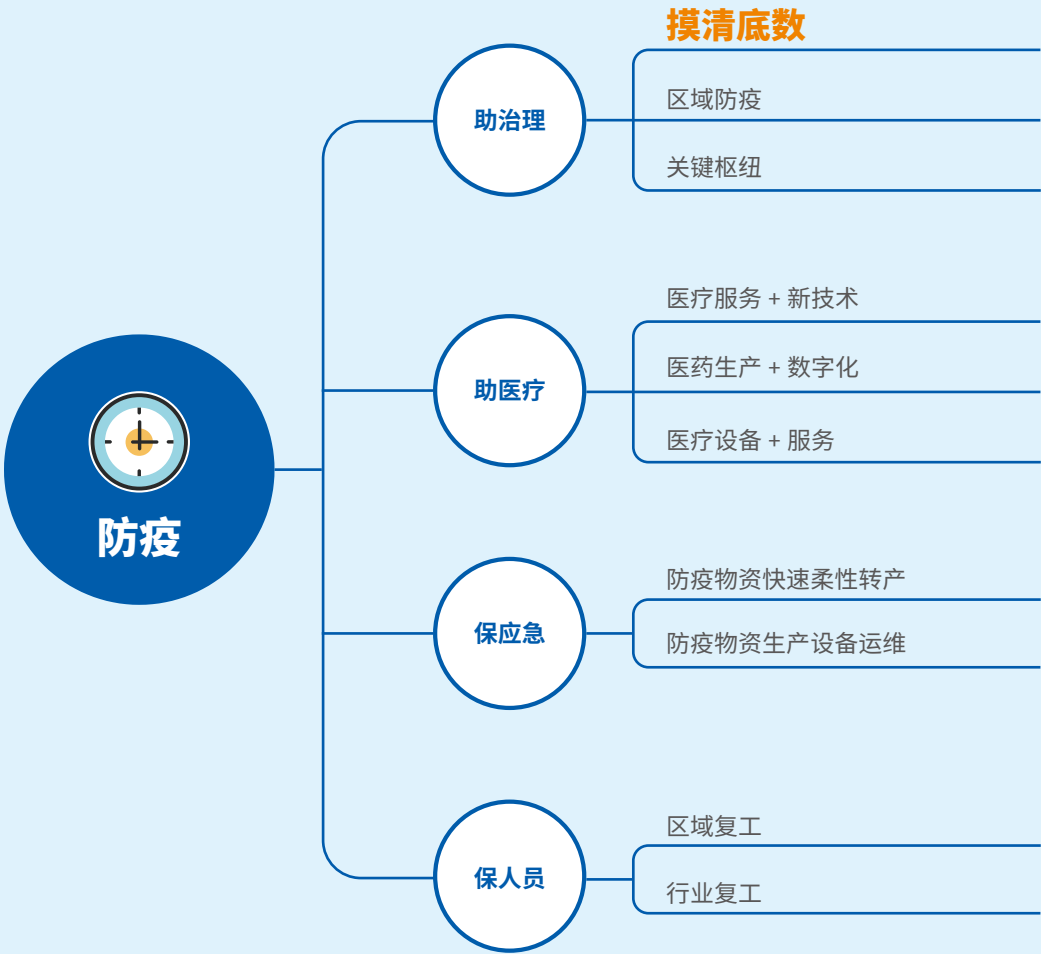 防疫
助治理
摸清底数
区域防疫
关键枢纽
助医疗
医疗服务 + 新技术
医药生产 + 数字化
医疗设备 + 服务
保应急
防疫物资快速柔性转产
防疫物资生产设备运维
保人员
区域复工
行业复工